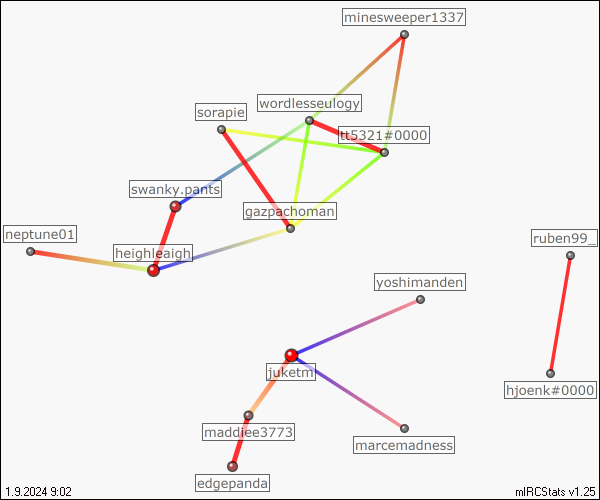 minesweeper1337
wordlesseulogy
sorapie
tt5321#0000
swanky.pants
gazpachoman
neptune01
ruben99_
heighleaigh
yoshimanden
juketm
hjoenk#0000
maddiee3773
marcemadness
edgepanda
1.9.2024 9:02
mIRCStats v1.25